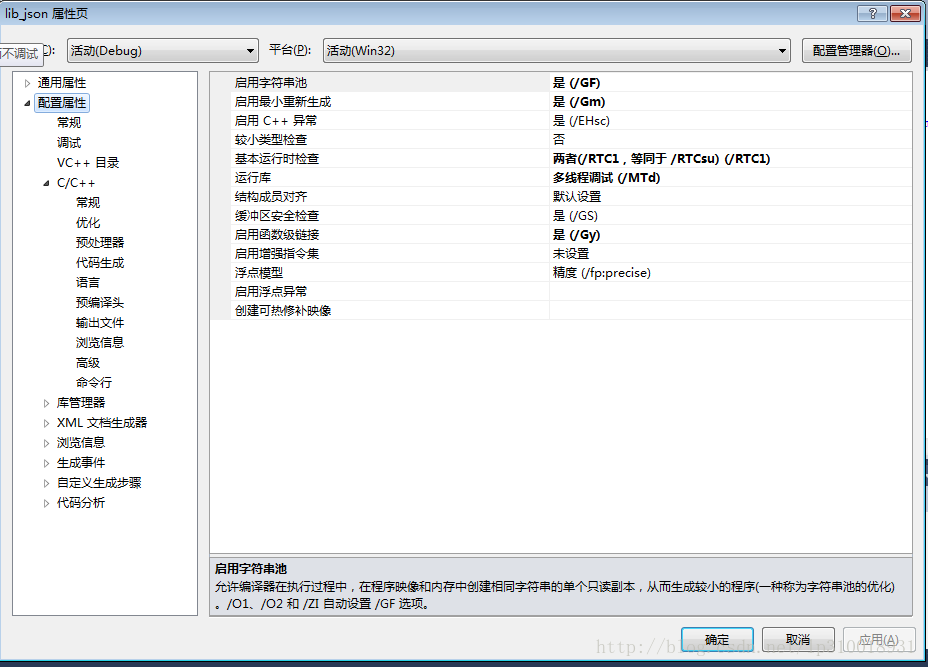 lib_json 属性页
不调试
活动(Debug)
平台(P):
活动(Win32)
配置管理器(O)...
通用属性
配置属性
常规
调试
VC++ 目录
C/C++
常规
优化
预处理器
代码生成
语言
预编译头
输出文件
浏览信息
高级
命令行
库管理器
XML 文档生成器
浏览信息
生成事件
自定义生成步骤
代码分析
启用字符串池 是 (/GF)
启用最小重新生成 是 (/Gm)
启用 C++ 异常 是 (/EHsc)
较小类型检查 否
基本运行时检查 两者(/RTC1，等同于 /RTCsu) (/RTC1)
运行库 多线程调试 (/MTd)
结构成员对齐 默认设置
缓冲区安全检查 是 (/GS)
启用函数级链接 是 (/Gy)
启用增强指令集 未设置
浮点模型 精度 (/fp:precise)
启用浮点异常
创建可热修补映像
启用字符串池
允许编译器在执行过程中，在程序映像和内存中创建相同字符串的单个只读副本，从而生成较小的程序(一种称为字符串池的优化)
。/O1、/O2 和 /ZI 自动设置 /GF 选项。
确定
取消
应用(A)